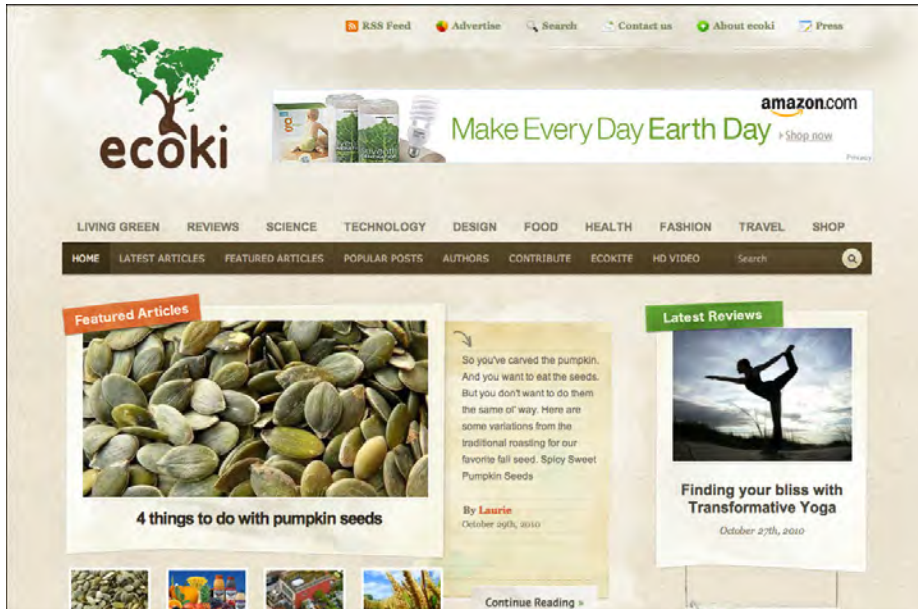 RSS Feed Advertise Search Contact us About ecoki Press
ecoki
amazon.com
Make Every Day Earth Day Shop now
Privacy
LIVING GREEN REVIEWS SCIENCE TECHNOLOGY DESIGN FOOD HEALTH FASHION TRAVEL SHOP
HOME LATEST ARTICLES FEATURED ARTICLES POPULAR POSTS AUTHORS CONTRIBUTE ECOKITE HD VIDEO Search
Featured Articles
4 things to do with pumpkin seeds
So you've carved the pumpkin.
And you want to eat the seeds.
But you don't want to do them
the same ol' way. Here are
some variations from the
traditional roasting for our
favorite fall seed. Spicy Sweet
Pumpkin Seeds
By Laurie
October 29th, 2010
Continue Reading »
Latest Reviews
Finding your bliss with
Transformative Yoga
October 27th, 2010